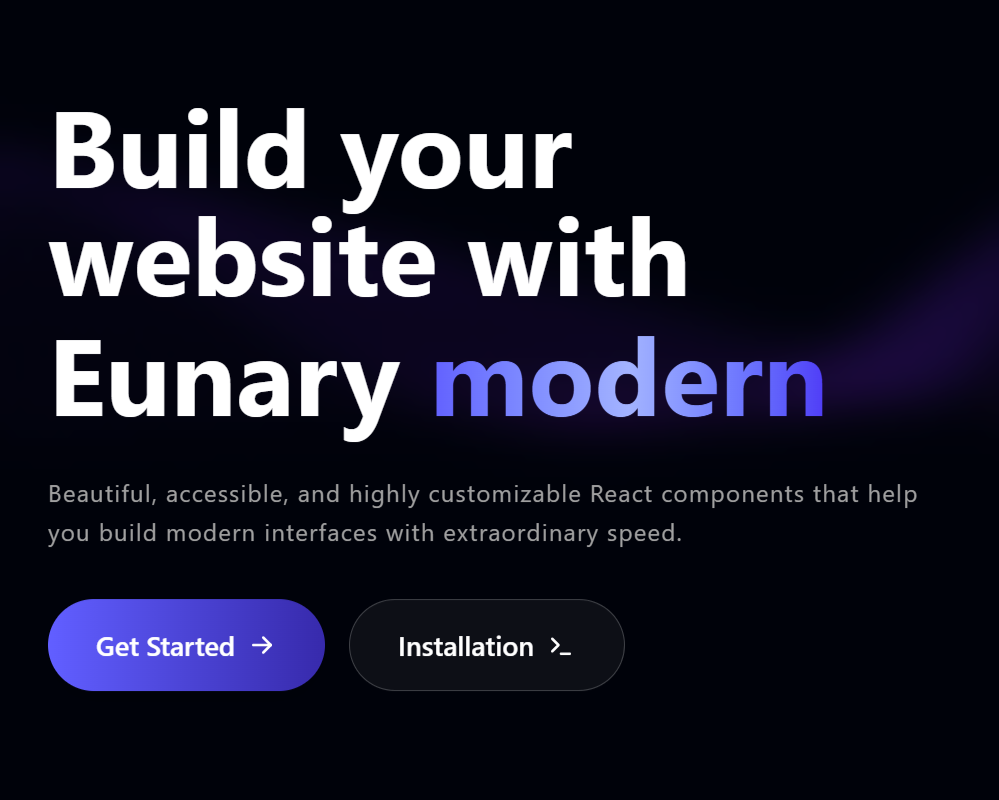 Build your
website with
Eunary modern
Beautiful, accessible, and highly customizable React components that help
you build modern interfaces with extraordinary speed.
Get Started
Installation